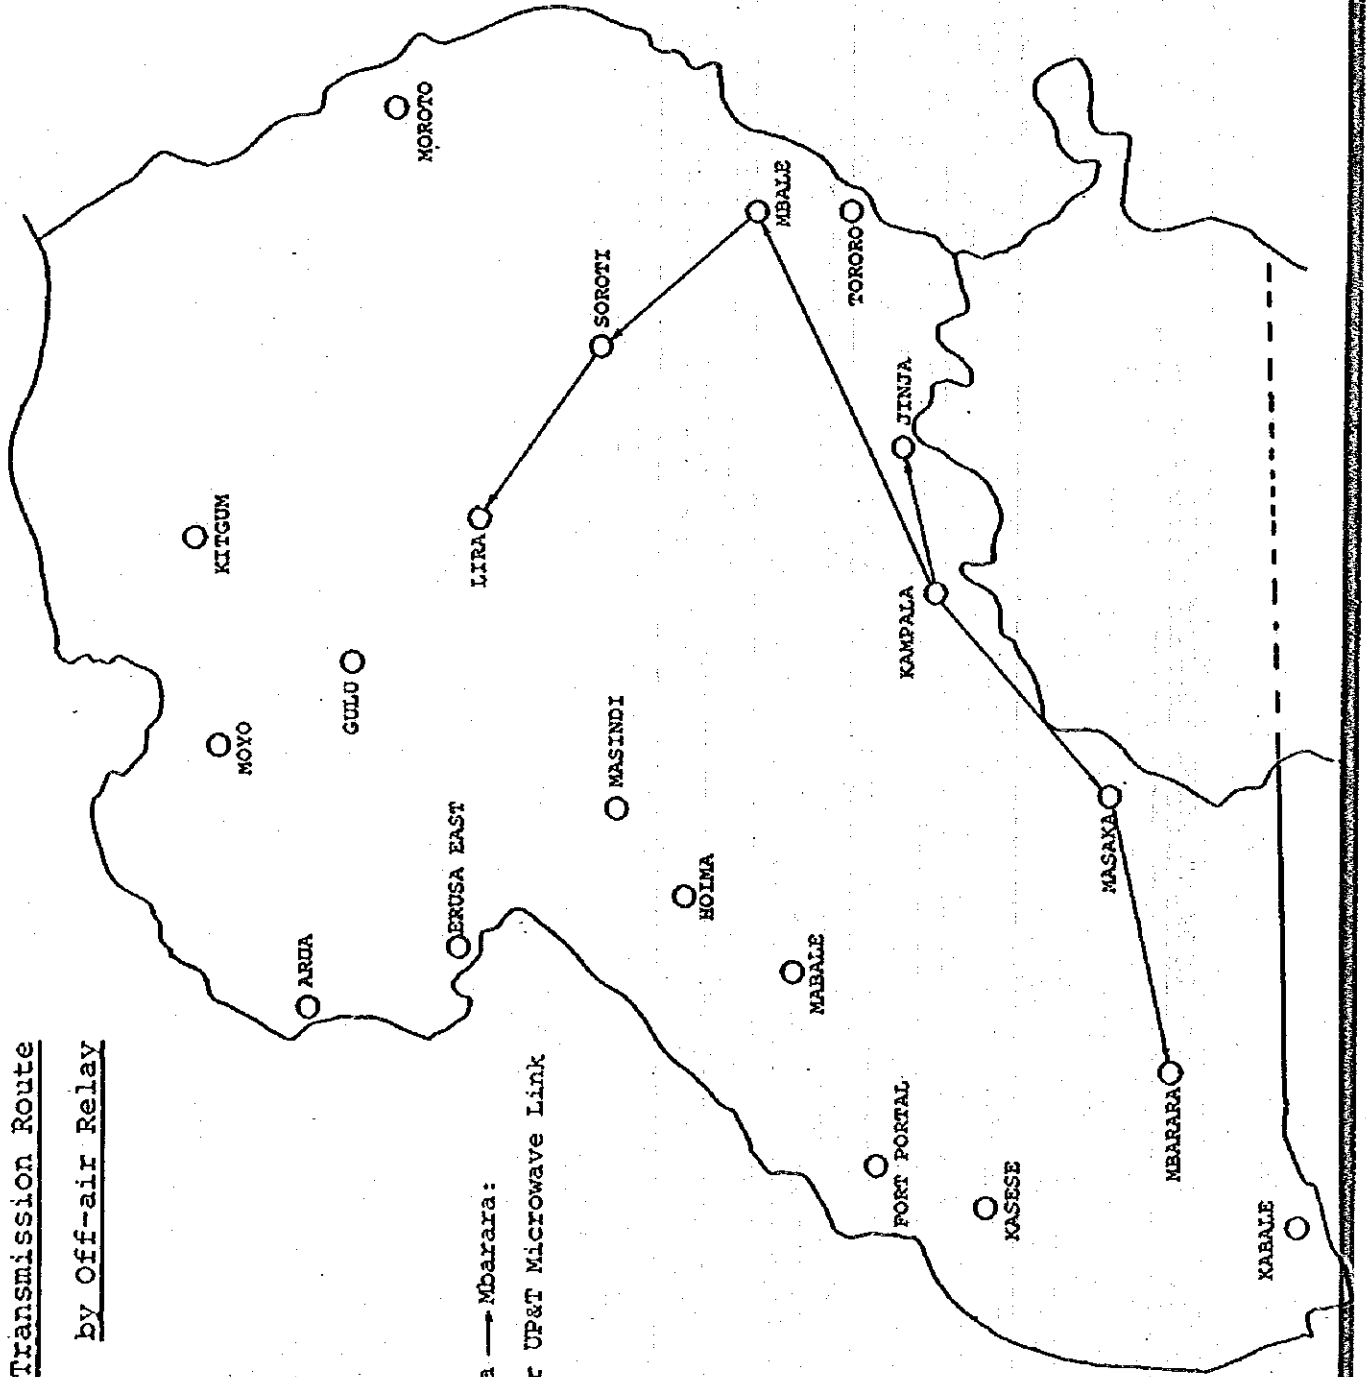 Transmission Route
by Off-air Relay
a → Mbarara:
r UP&T Microwave Link
MOROTO
KITGUM
MOYO
GULU
ARUA
ERUSA EAST
LIRA
SOROTI
MBALE
TORORO
MASINDI
HOIMA
MABALE
JINJA
KAMPALA
FORT PORTAL
KASESE
MASAKA
MBARARA
KABALE